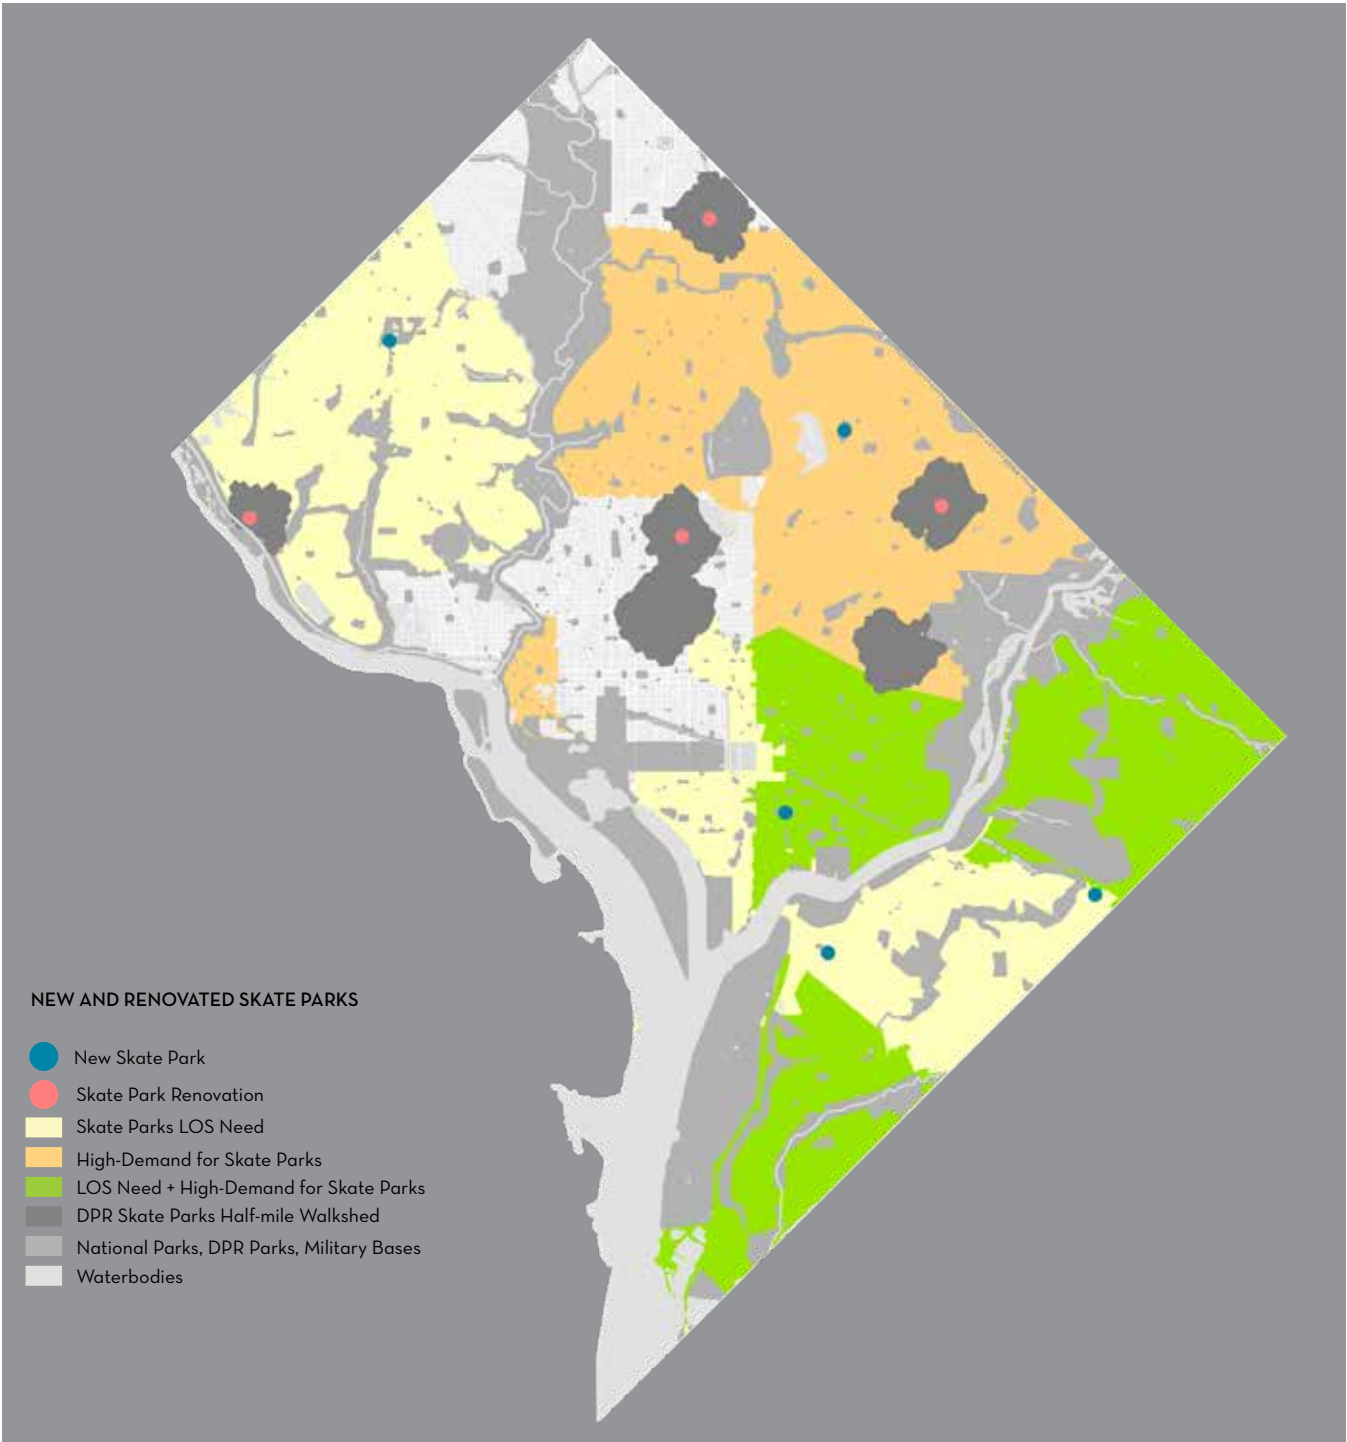 NEW AND RENOVATED SKATE PARKS
New Skate Park
Skate Park Renovation
Skate Parks LOS Need
High-Demand for Skate Parks
LOS Need + High-Demand for Skate Parks
DPR Skate Parks Half-mile Walkshed
National Parks, DPR Parks, Military Bases
Waterbodies